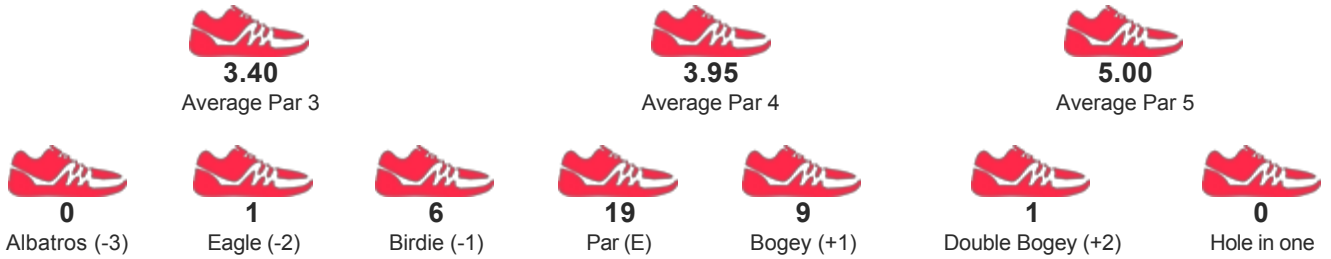 3.40
Average Par 3
3.95
Average Par 4
5.00
Average Par 5
0
Albatros (-3)
1
Eagle (-2)
6
Birdie (-1)
19
Par (E)
9
Bogey (+1)
1
Double Bogey (+2)
0
Hole in one